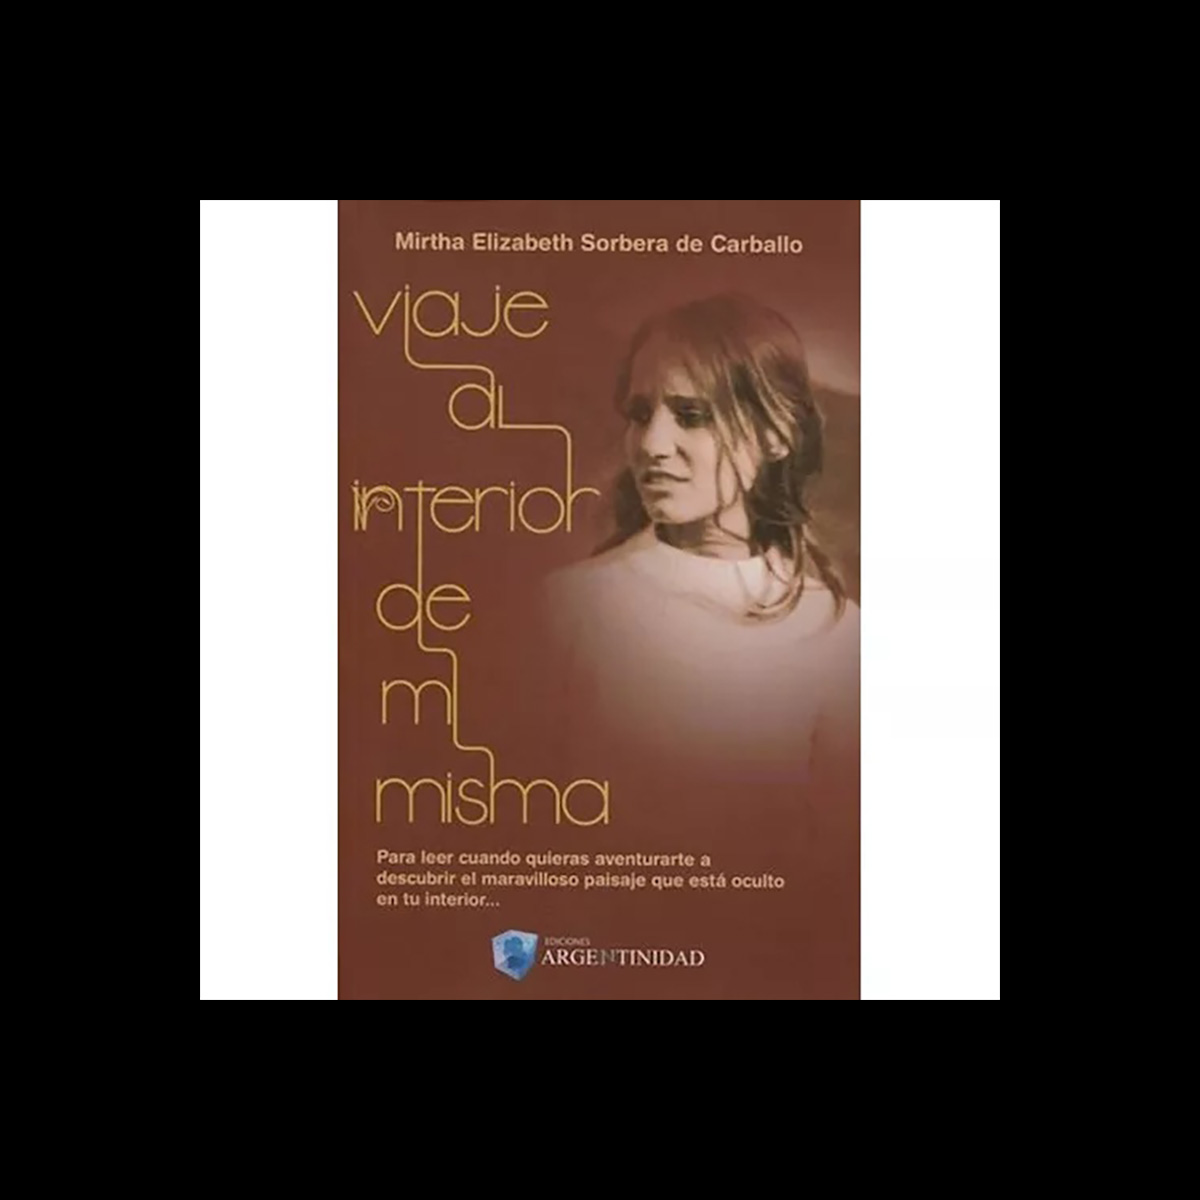 Mirtha Elizabeth Sorbera de Carballo
viaje
al
interior
de
mi
misma
Para leer cuando quieras aventurarte a
descubrir el maravilloso paisaje que está oculto
en tu interior...
EDICIONES
ARGENTINIDAD